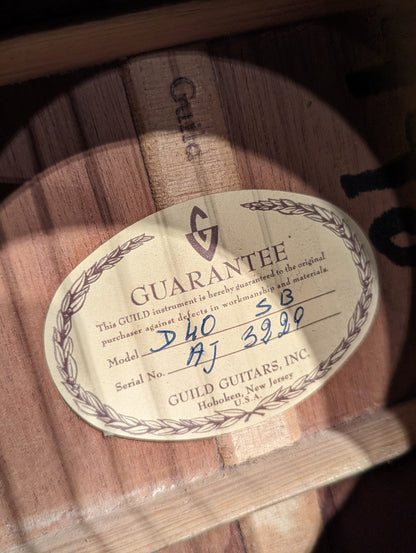 Guild
G
GUARANTEE
This GUILD instrument is hereby guaranteed to the original
purchaser against defects in workmanship and materials.
Model D40 SB
Serial No. AJ 3229
GUILD GUITARS, INC.
Hoboken, New Jersey
U.S.A.